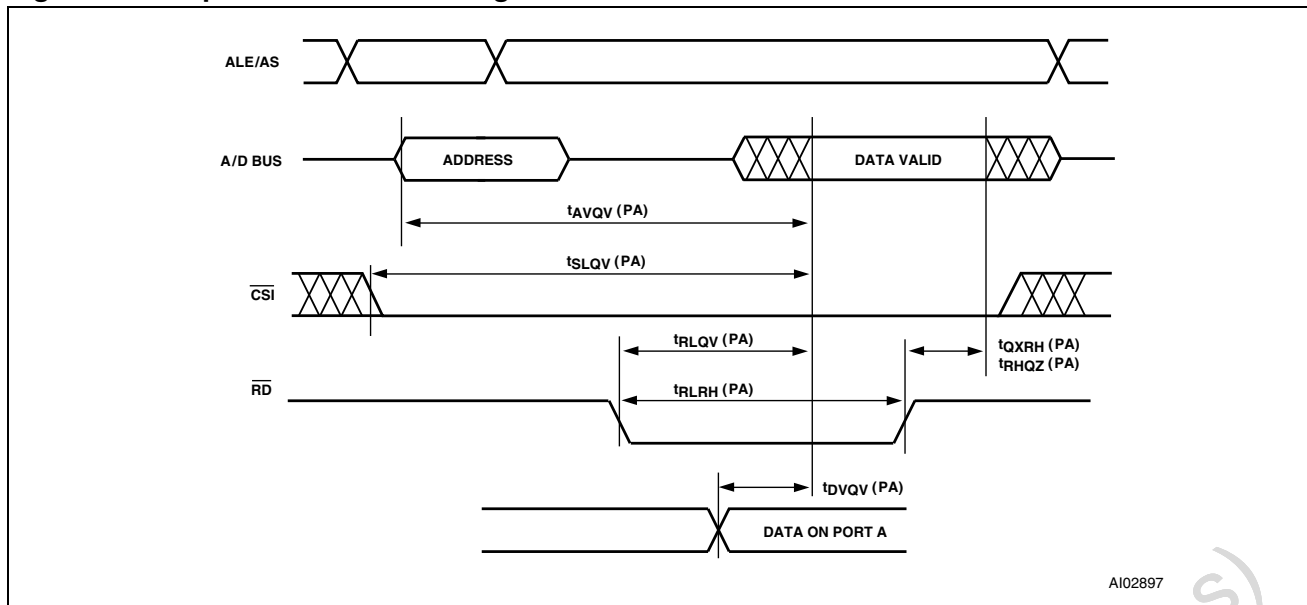 ALE/AS
A/D BUS
ADDRESS
DATA VALID
tAVQV (PA)
tSLQV (PA)
CSI
tRLQV (PA)
tQXRH (PA)
tRHQZ (PA)
RD
tRLRH (PA)
tDVQV (PA)
DATA ON PORT A
AI02897
s)